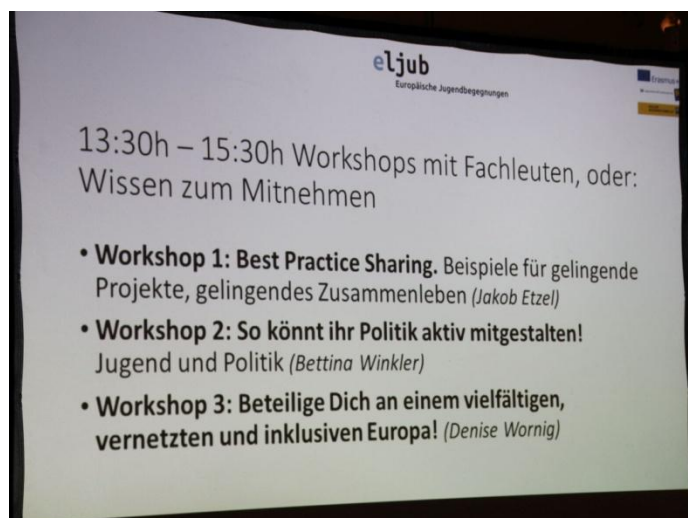 eljub
Europäische Jugendbegegnungen
Erasmus+
13:30h – 15:30h Workshops mit Fachleuten, oder:
Wissen zum Mitnehmen
• Workshop 1: Best Practice Sharing. Beispiele für gelingende
Projekte, gelingendes Zusammenleben (Jakob Etzel)
• Workshop 2: So könnt ihr Politik aktiv mitgestalten!
Jugend und Politik (Bettina Winkler)
• Workshop 3: Beteilige Dich an einem vielfältigen,
vernetzten und inklusiven Europa! (Denise Wornig)